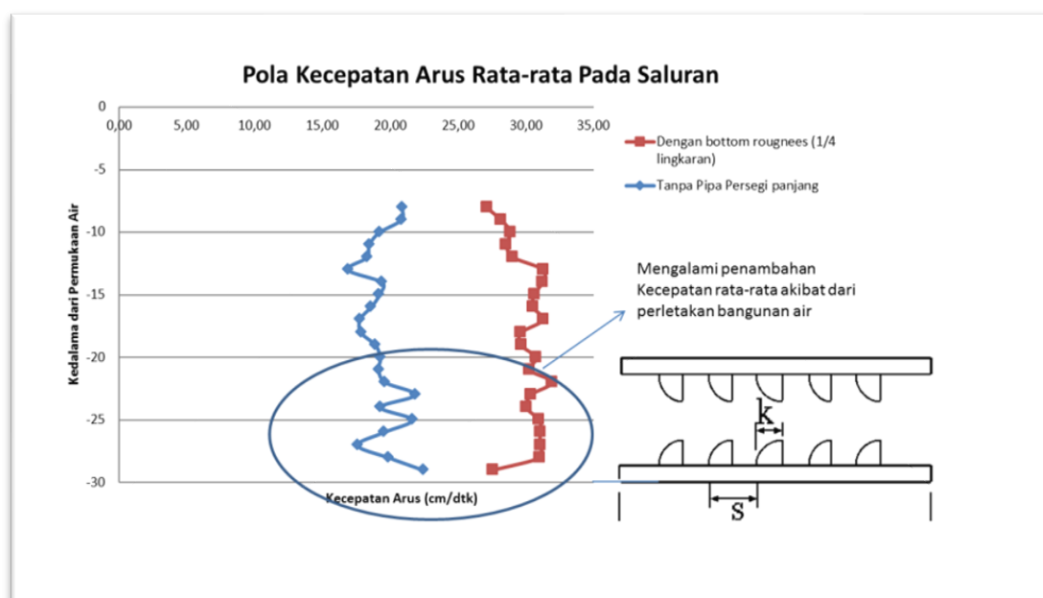 Pola Kecepatan Arus Rata-rata Pada Saluran
0
0,00 5,00 10,00 15,00 20,00 25,00 30,00 35,00
-5
-10
-15
-20
-25
-30
Kedalama dari Permukaan Air
Kecepatan Arus (cm/dtk)
Dengan bottom rougnees (1/4
lingkaran)
Tanpa Pipa Persegi panjang
Mengalami penambahan
Kecepatan rata-rata akibat dari
perletakan bangunan air
k
S